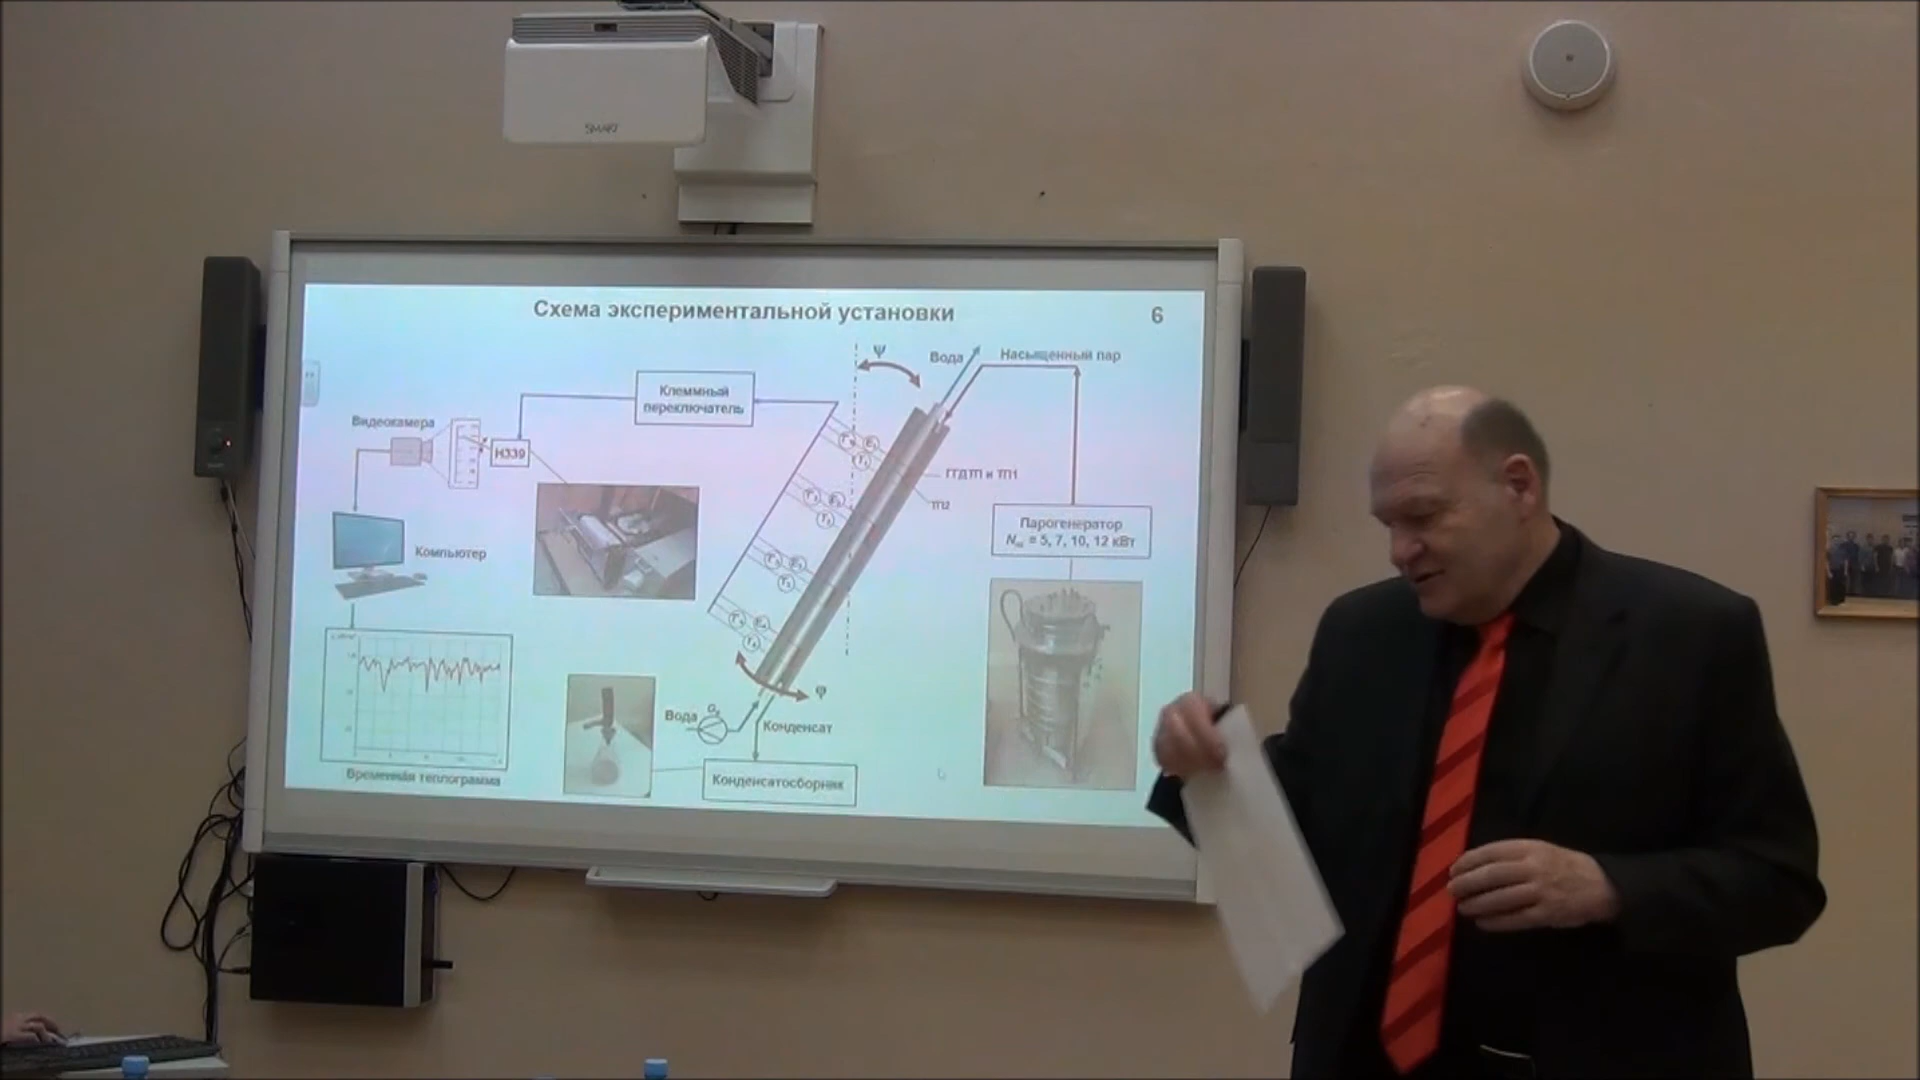 SMART
Схема экспериментальной установки
6
ψ
Вода
Насыщенный пар
Клеммный
переключатель
Видеокамера
Н339
ГГДТП и ТП1
ТП2
Парогенератор
= 5, 7, 10, 12 кВт
Компьютер
φ
Вода
Конденсат
Временная теплограмма
Конденсатосборник